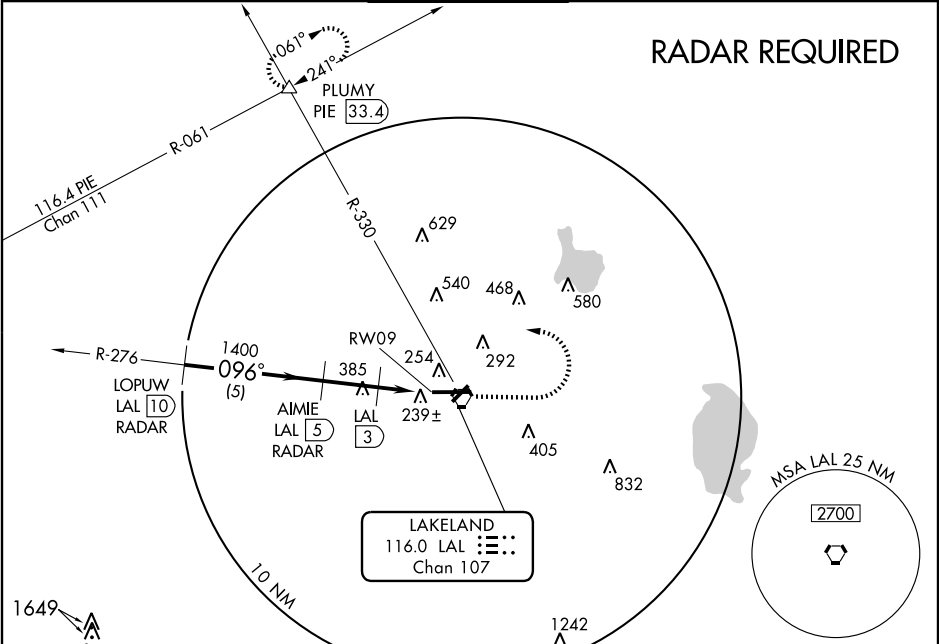 RADAR REQUIRED
061°
241°
PLUMY
PIE 33.4
R-061
116.4 PIE
Chan 111
R-330
629
540
468
580
RW09
254
292
R-276
1400
096°
(5)
385
239±
LOPUW
LAL 10
RADAR
AIMIE
LAL 5
RADAR
LAL
3
405
832
MSA LAL 25 NM
2700
LAKELAND
116.0 LAL
Chan 107
10 NM
1649
1242